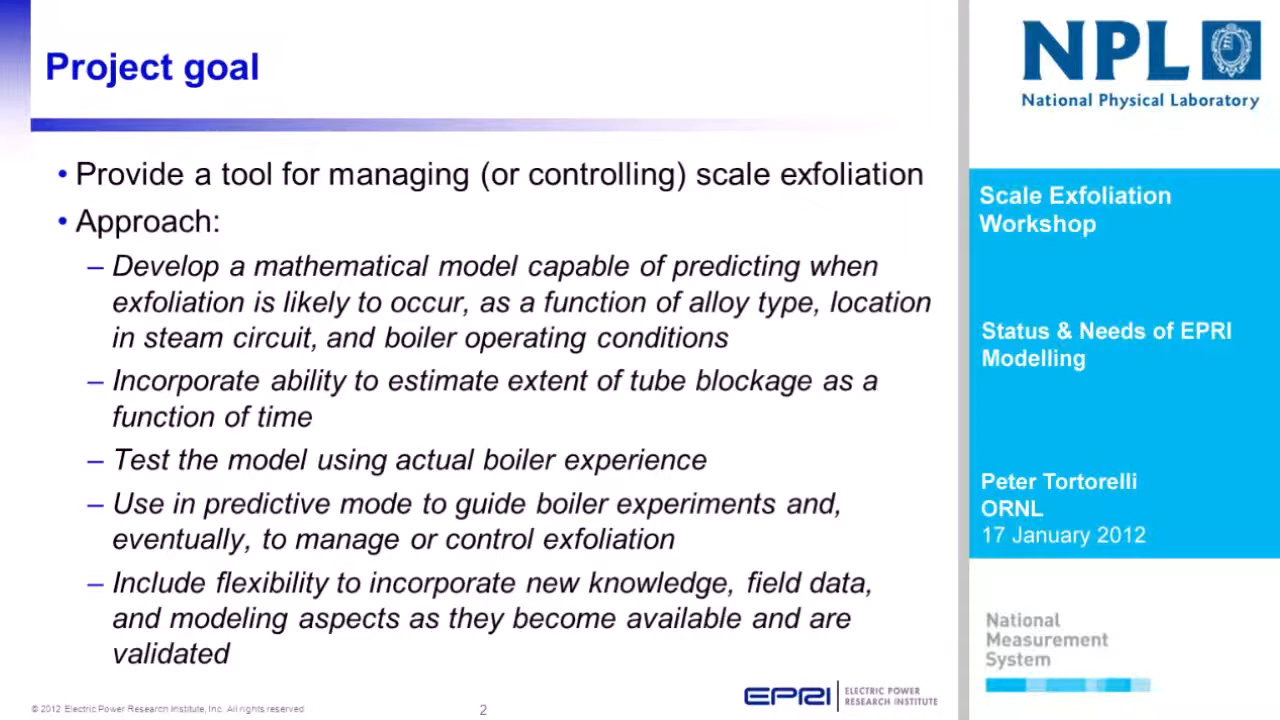 Project goal
• Provide a tool for managing (or controlling) scale exfoliation
• Approach:
– Develop a mathematical model capable of predicting when
exfoliation is likely to occur, as a function of alloy type, location
in steam circuit, and boiler operating conditions
– Incorporate ability to estimate extent of tube blockage as a
function of time
– Test the model using actual boiler experience
– Use in predictive mode to guide boiler experiments and,
eventually, to manage or control exfoliation
– Include flexibility to incorporate new knowledge, field data,
and modeling aspects as they become available and are
validated
© 2012 Electric Power Research Institute, Inc. All rights reserved
2
EPRI
ELECTRIC POWER
RESEARCH INSTITUTE
NPL
National Physical Laboratory
Scale Exfoliation
Workshop
Status & Needs of EPRI
Modelling
Peter Tortorelli
ORNL
17 January 2012
National
Measurement
System